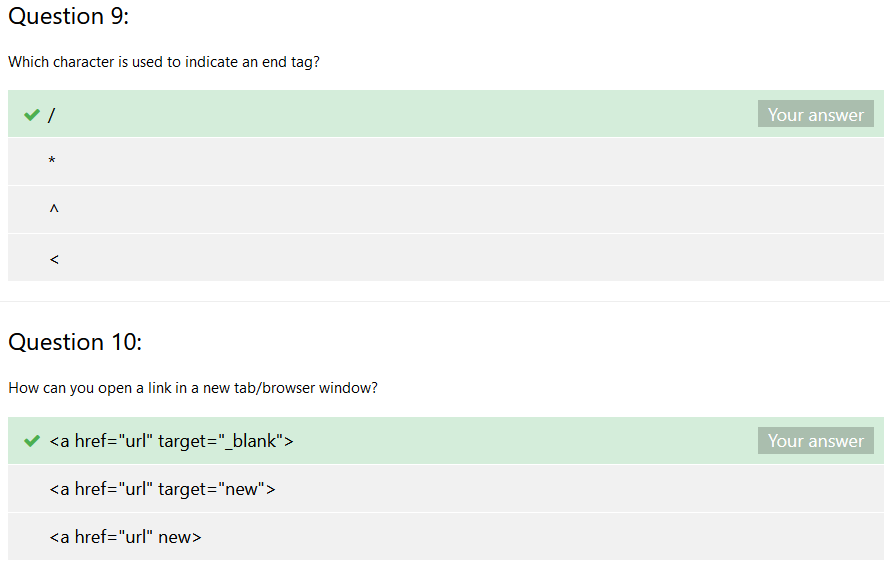 Question 9:
Which character is used to indicate an end tag?
/ Your answer
*
^
<
Question 10:
How can you open a link in a new tab/browser window?
<a href="url" target="_blank"> Your answer
<a href="url" target="new">
<a href="url" new>